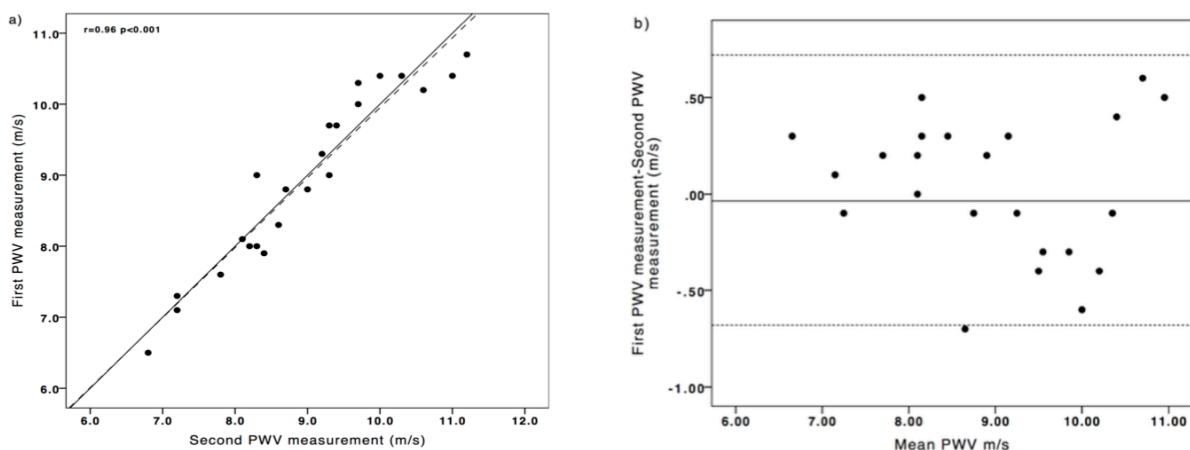 a)
r=0.96 p<0.001
First PWV measurement (m/s)
11.0
10.0
9.0
8.0
7.0
6.0
6.0 7.0 8.0 9.0 10.0 11.0 12.0
Second PWV measurement (m/s)
b)
First PWV measurement-Second PWV
measurement (m/s)
.50
.00
-.50
-1.00
6.00 7.00 8.00 9.00 10.00 11.00
Mean PWV m/s